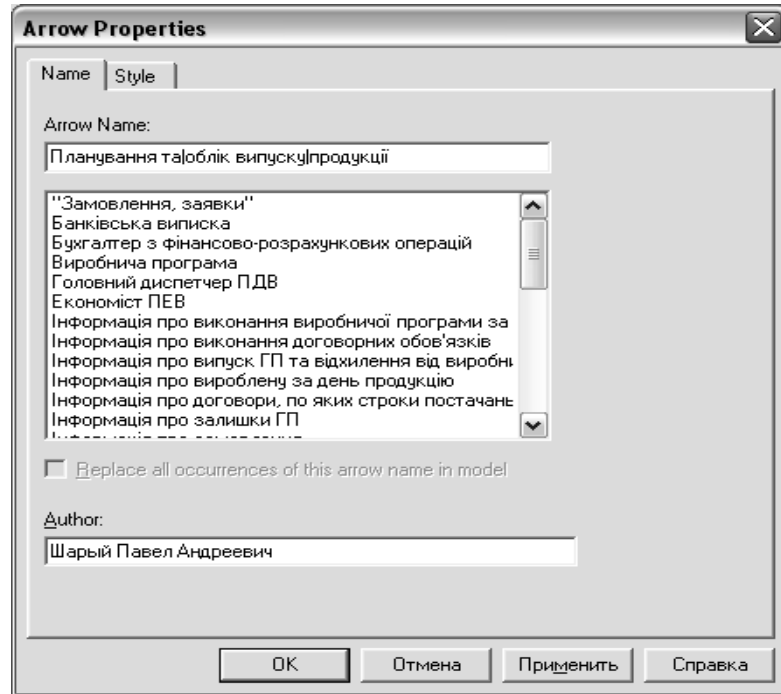 Arrow Properties
Name Style
Arrow Name:
Планування та|облік випуску|продукції
"Замовлення, заявки"
Банківська виписка
Бухгалтер з фінансово-розрахункових операцій
Виробнича програма
Головний диспетчер ПДВ
Економіст ПЕВ
Інформація про виконання виробничої програми за
Інформація про виконання договорних обов'язків
Інформація про випуск ГП та відхилення від виробни
Інформація про вироблену за день продукцію
Інформація про договори, по яких строки постачань
Інформація про залишки ГП
Replace all occurrences of this arrow name in model
Author:
Шарый Павел Андреевич
OK Отмена Применить Справка